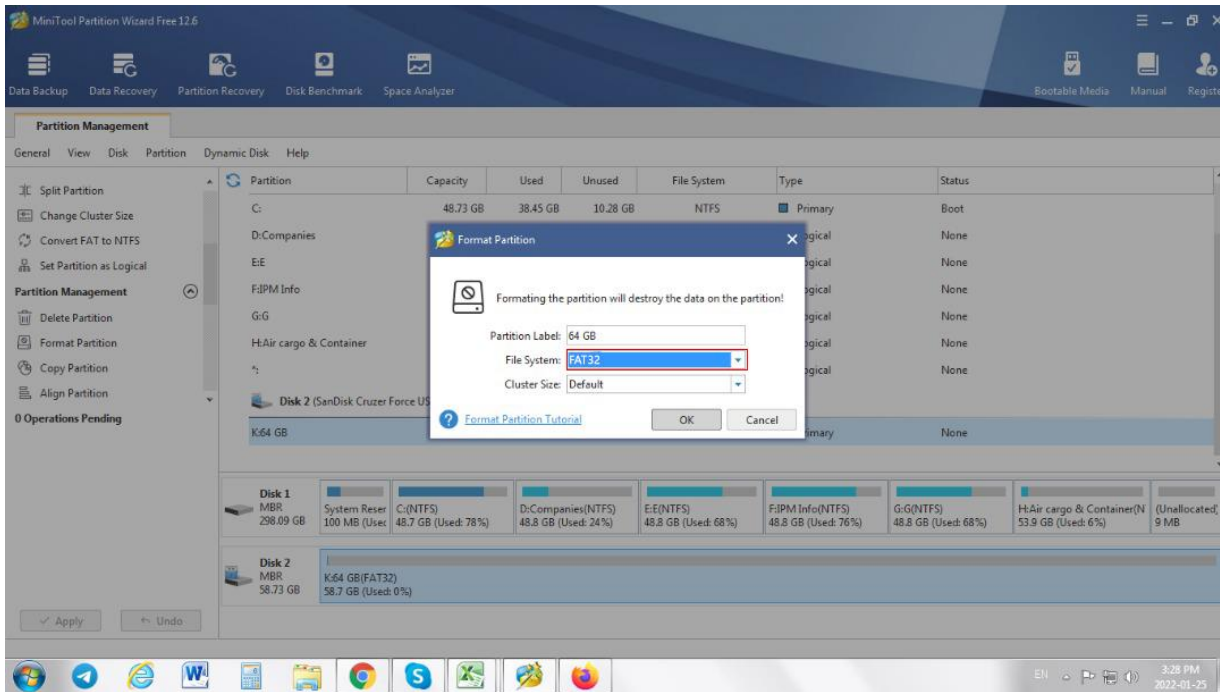 MiniTool Partition Wizard Free 12.6
Data Backup Data Recovery Partition Recovery Disk Benchmark Space Analyzer Bootable Media Manual Registe
Partition Management
General View Disk Partition Dynamic Disk Help
Split Partition
Change Cluster Size
Convert FAT to NTFS
Set Partition as Logical
Partition Management
Delete Partition
Format Partition
Copy Partition
Align Partition
0 Operations Pending
Partition Capacity Used Unused File System Type Status
C: 48.73 GB 38.45 GB 10.28 GB NTFS Primary Boot
D:Companies ogical None
E:E ogical None
F:IPM Info ogical None
G:G ogical None
H:Air cargo & Container ogical None
*: ogical None
Disk 2 (SanDisk Cruzer Force US
K:64 GB rimary None
Format Partition
Formating the partition will destroy the data on the partition!
Partition Label: 64 GB
File System: FAT32
Cluster Size: Default
Format Partition Tutorial OK Cancel
Disk 1
MBR
298.09 GB
System Reser
100 MB (Usec
C:(NTFS)
48.7 GB (Used: 78%)
D:Companies(NTFS)
48.8 GB (Used: 24%)
E:E(NTFS)
48.8 GB (Used: 68%)
F:IPM Info(NTFS)
48.8 GB (Used: 76%)
G:G(NTFS)
48.8 GB (Used: 68%)
H:Air cargo & Container(N
53.9 GB (Used: 6%)
(Unallocated
9 MB
Disk 2
MBR
58.73 GB
K:64 GB(FAT32)
58.7 GB (Used: 0%)
Apply Undo
EN
3:28 PM
2022-01-25